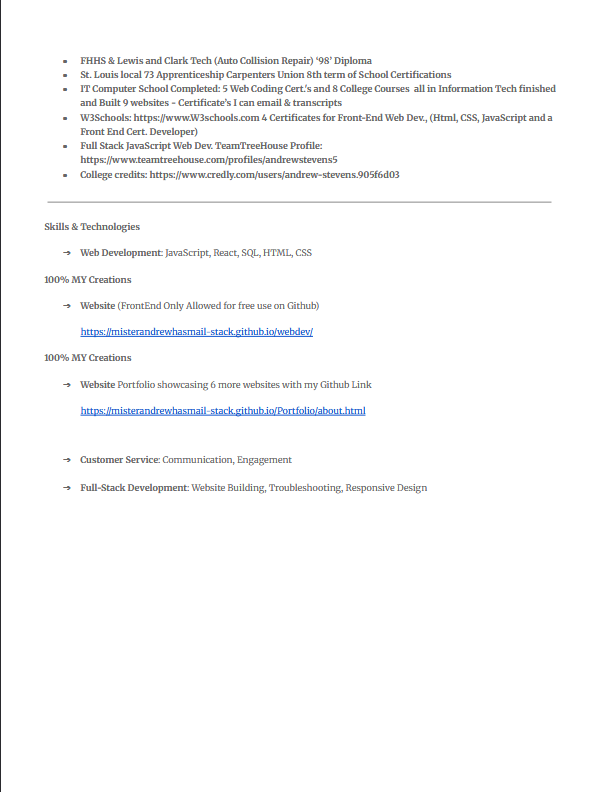 • FHHS & Lewis and Clark Tech (Auto Collision Repair) ‘98’ Diploma
• St. Louis local 73 Apprenticeship Carpenters Union 8th term of School Certifications
• IT Computer School Completed: 5 Web Coding Cert.'s and 8 College Courses  all in Information Tech finished
and Built 9 websites - Certificate's I can email & transcripts
• W3Schools: https://www.W3schools.com 4 Certificates for Front-End Web Dev., (Html, CSS, JavaScript and a
Front End Cert. Developer)
• Full Stack JavaScript Web Dev. TeamTreeHouse Profile:
https://www.teamtreehouse.com/profiles/andrewstevens5
• College credits: https://www.credly.com/users/andrew-stevens.905f6d03
Skills & Technologies
➔ Web Development: JavaScript, React, SQL, HTML, CSS
100% MY Creations
➔ Website (FrontEnd Only Allowed for free use on Github)
https://misterandrewhasmail-stack.github.io/webdev/
100% MY Creations
➔ Website Portfolio showcasing 6 more websites with my Github Link
https://misterandrewhasmail-stack.github.io/Portfolio/about.html
➔ Customer Service: Communication, Engagement
➔ Full-Stack Development: Website Building, Troubleshooting, Responsive Design